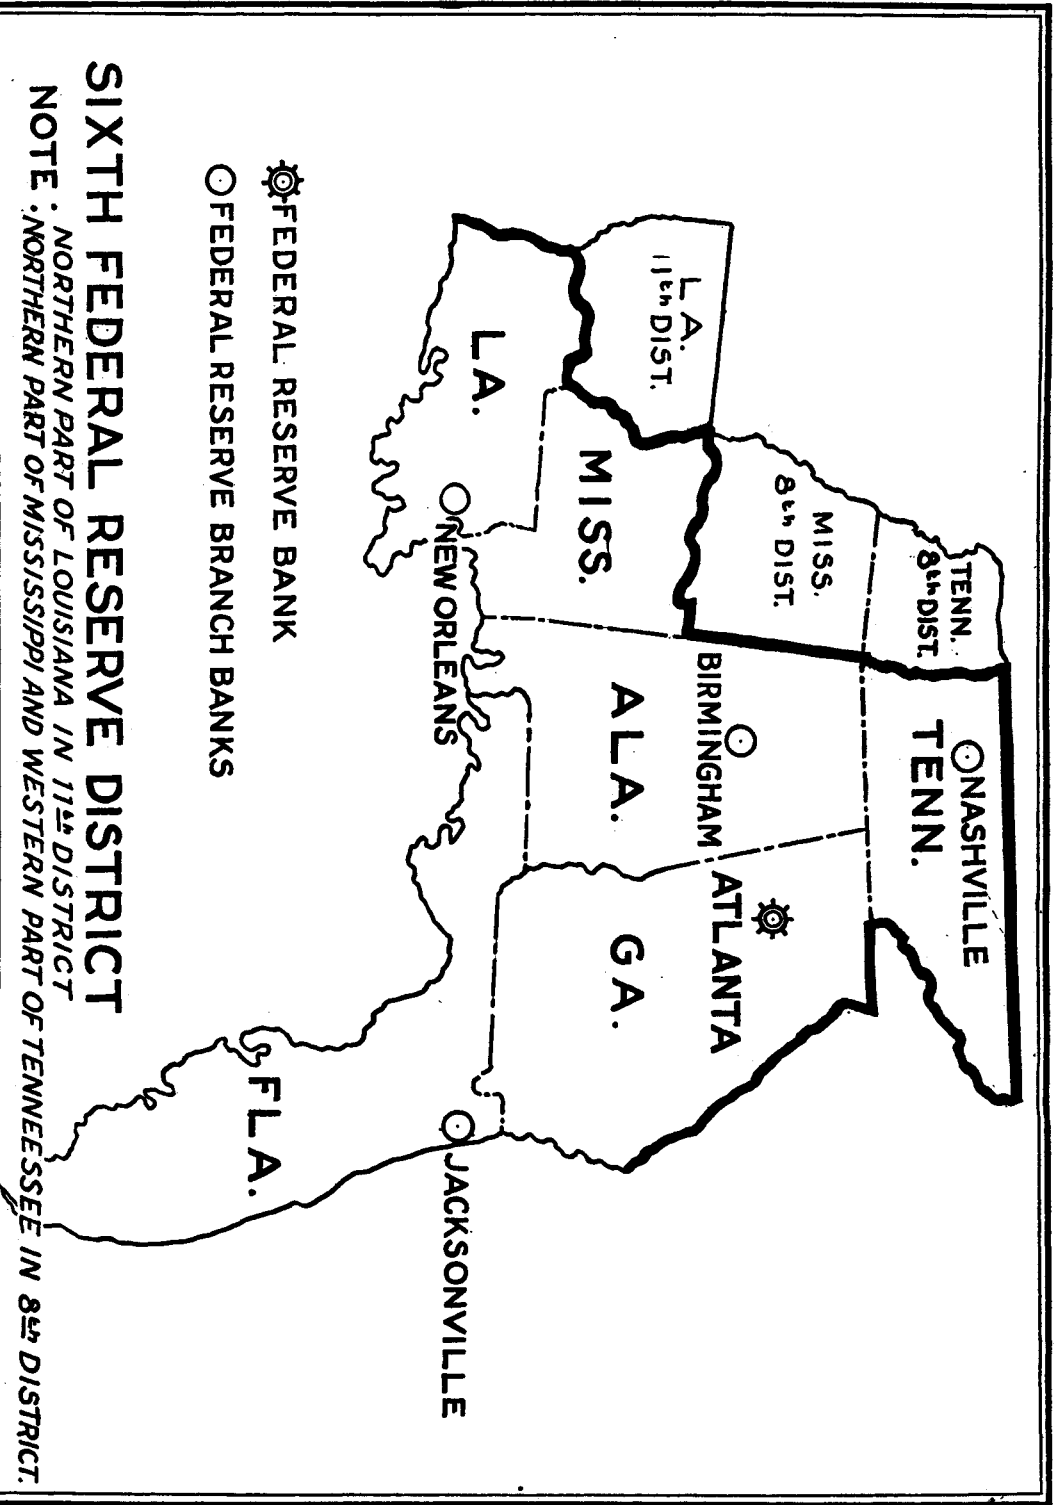 L A.
11th DIST.
MISS.
8th DIST.
TENN.
8th DIST.
NASHVILLE
TENN.
BIRMINGHAM
ATLANTA
LA.
MISS.
ALA.
GA.
NEW ORLEANS
JACKSONVILLE
FLA.
FEDERAL RESERVE BANK
FEDERAL RESERVE BRANCH BANKS
SIXTH FEDERAL RESERVE DISTRICT
NOTE: NORTHERN PART OF LOUISIANA IN 11th DISTRICT
NORTHERN PART OF MISSISSIPPI AND WESTERN PART OF TENNEESSEE IN 8th DISTRICT.